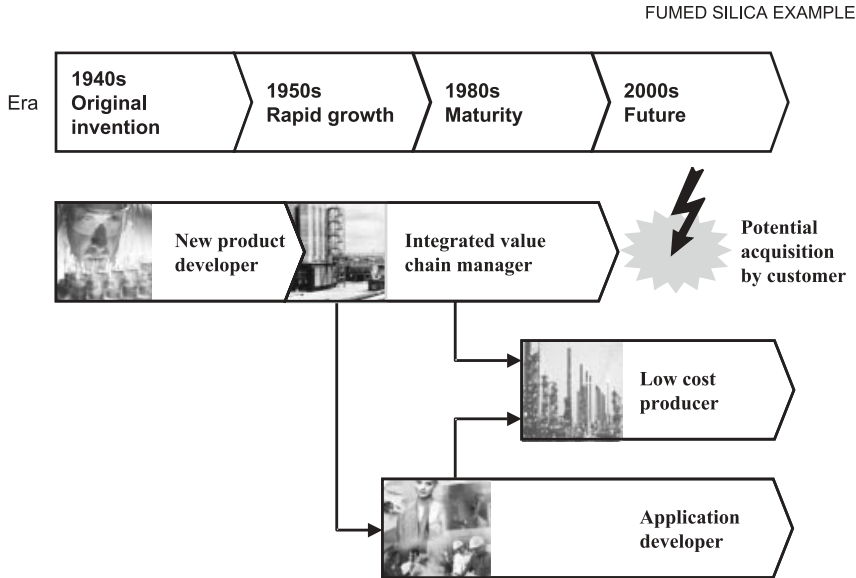 FUMED SILICA EXAMPLE
Era
1940s
Original
invention
1950s
Rapid growth
1980s
Maturity
2000s
Future
New product
developer
Integrated value
chain manager
Potential
acquisition
by customer
Low cost
producer
Application
developer